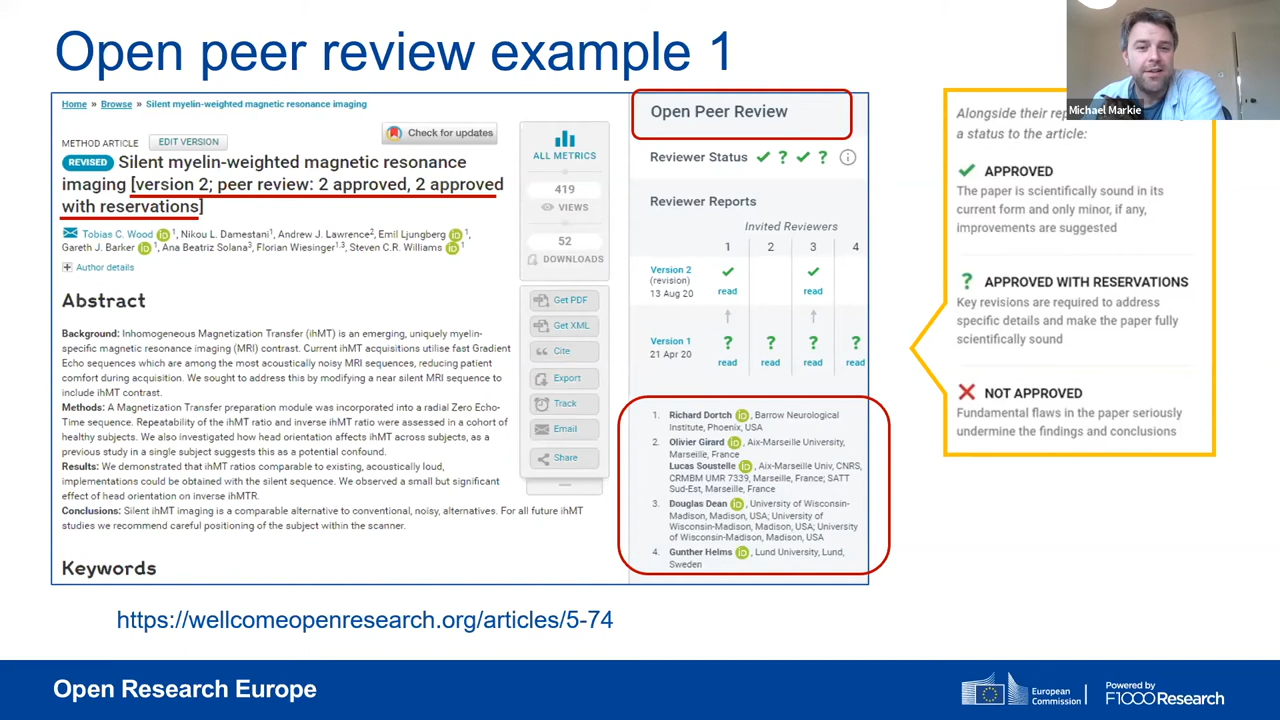 Open peer review example 1
Michael Markie
Home » Browse » Silent myelin-weighted magnetic resonance imaging
METHOD ARTICLE EDIT VERSION
Check for updates
REVISED Silent myelin-weighted magnetic resonance
imaging [version 2; peer review: 2 approved, 2 approved
with reservations]
Tobias C. Wood 1, Nikou L. Damestani1, Andrew J. Lawrence2, Emil Ljungberg 1,
Gareth J. Barker 1, Ana Beatriz Solana3, Florian Wiesinger1,3, Steven C.R. Williams 1
Author details
Abstract
Background: Inhomogeneous Magnetization Transfer (ihMT) is an emerging, uniquely myelin-
specific magnetic resonance imaging (MRI) contrast. Current ihMT acquisitions utilise fast Gradient
Echo sequences which are among the most acoustically noisy MRI sequences, reducing patient
comfort during acquisition. We sought to address this by modifying a near silent MRI sequence to
include ihMT contrast.
Methods: A Magnetization Transfer preparation module was incorporated into a radial Zero Echo-
Time sequence. Repeatability of the ihMT ratio and inverse ihMT ratio were assessed in a cohort of
healthy subjects. We also investigated how head orientation affects ihMT across subjects, as a
previous study in a single subject suggests this as a potential confound.
Results: We demonstrated that ihMT ratios comparable to existing, acoustically loud,
implementations could be obtained with the silent sequence. We observed a small but significant
effect of head orientation on inverse ihMTR.
Conclusions: Silent ihMT imaging is a comparable alternative to conventional, noisy, alternatives. For all future ihMT
studies we recommend careful positioning of the subject within the scanner.
Keywords
ALL METRICS
419
VIEWS
52
DOWNLOADS
Get PDF
Get XML
Cite
Export
Track
Email
Share
Open Peer Review
Reviewer Status
Reviewer Reports
Invited Reviewers
1 2 3 4
Version 2
(revision)
13 Aug 20
read read
Version 1
21 Apr 20
? ? ? ?
read read read read
1. Richard Dortch , Barrow Neurological
Institute, Phoenix, USA
2. Olivier Girard , Aix-Marseille University,
Marseille, France
Lucas Soustelle , Aix-Marseille Univ, CNRS,
CRMBM UMR 7339, Marseille, France; SATT
Sud-Est, Marseille, France
3. Douglas Dean , University of Wisconsin-
Madison, Madison, USA; University of
Wisconsin-Madison, Madison, USA; University
of Wisconsin-Madison, Madison, USA
4. Gunther Helms , Lund University, Lund,
Sweden
Alongside their
a status to the article:
APPROVED
The paper is scientifically sound in its
current form and only minor, if any,
improvements are suggested
? APPROVED WITH RESERVATIONS
Key revisions are required to address
specific details and make the paper fully
scientifically sound
NOT APPROVED
Fundamental flaws in the paper seriously
undermine the findings and conclusions
https://wellcomeopenresearch.org/articles/5-74
Open Research Europe
European
Commission
Powered by
F1000Research